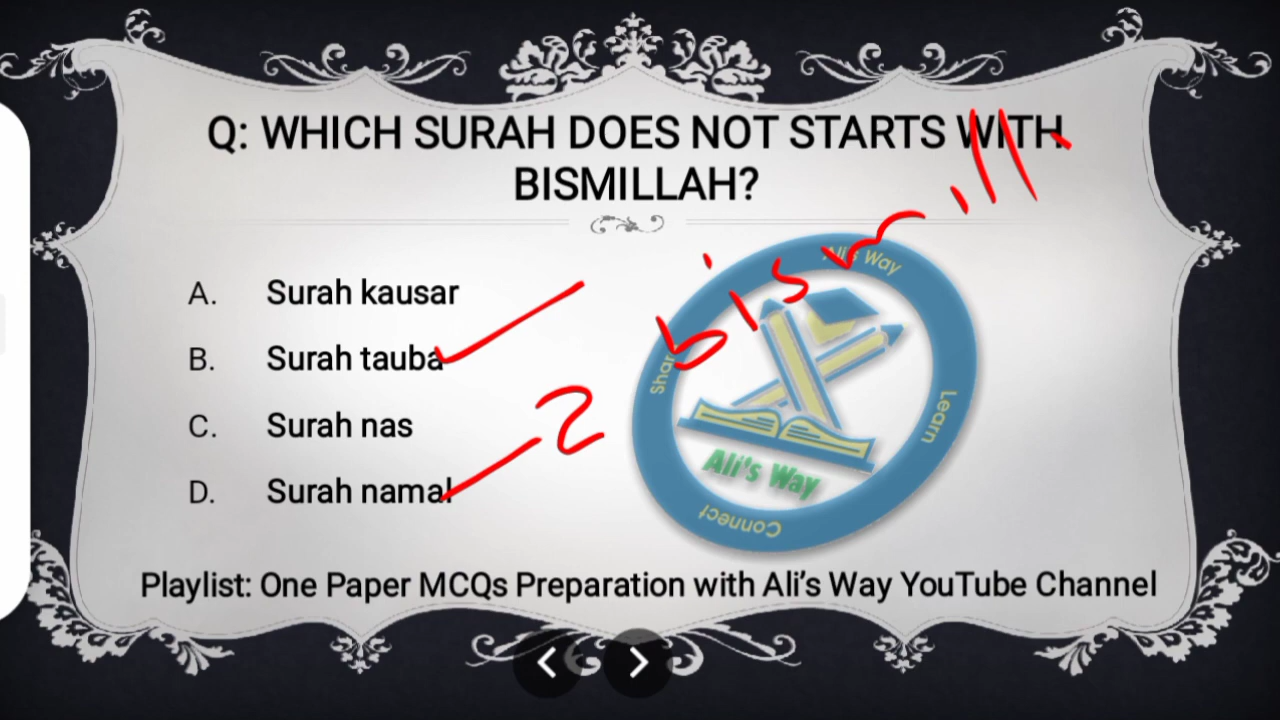 Q: WHICH SURAH DOES NOT STARTS WITH
BISMILLAH?
A. Surah kausar
B. Surah tauba
C. Surah nas
D. Surah namal
2 bismill
Ali's Way
Share
Learn
Connect
Ali's Way
Playlist: One Paper MCQs Preparation with Ali's Way YouTube Channel